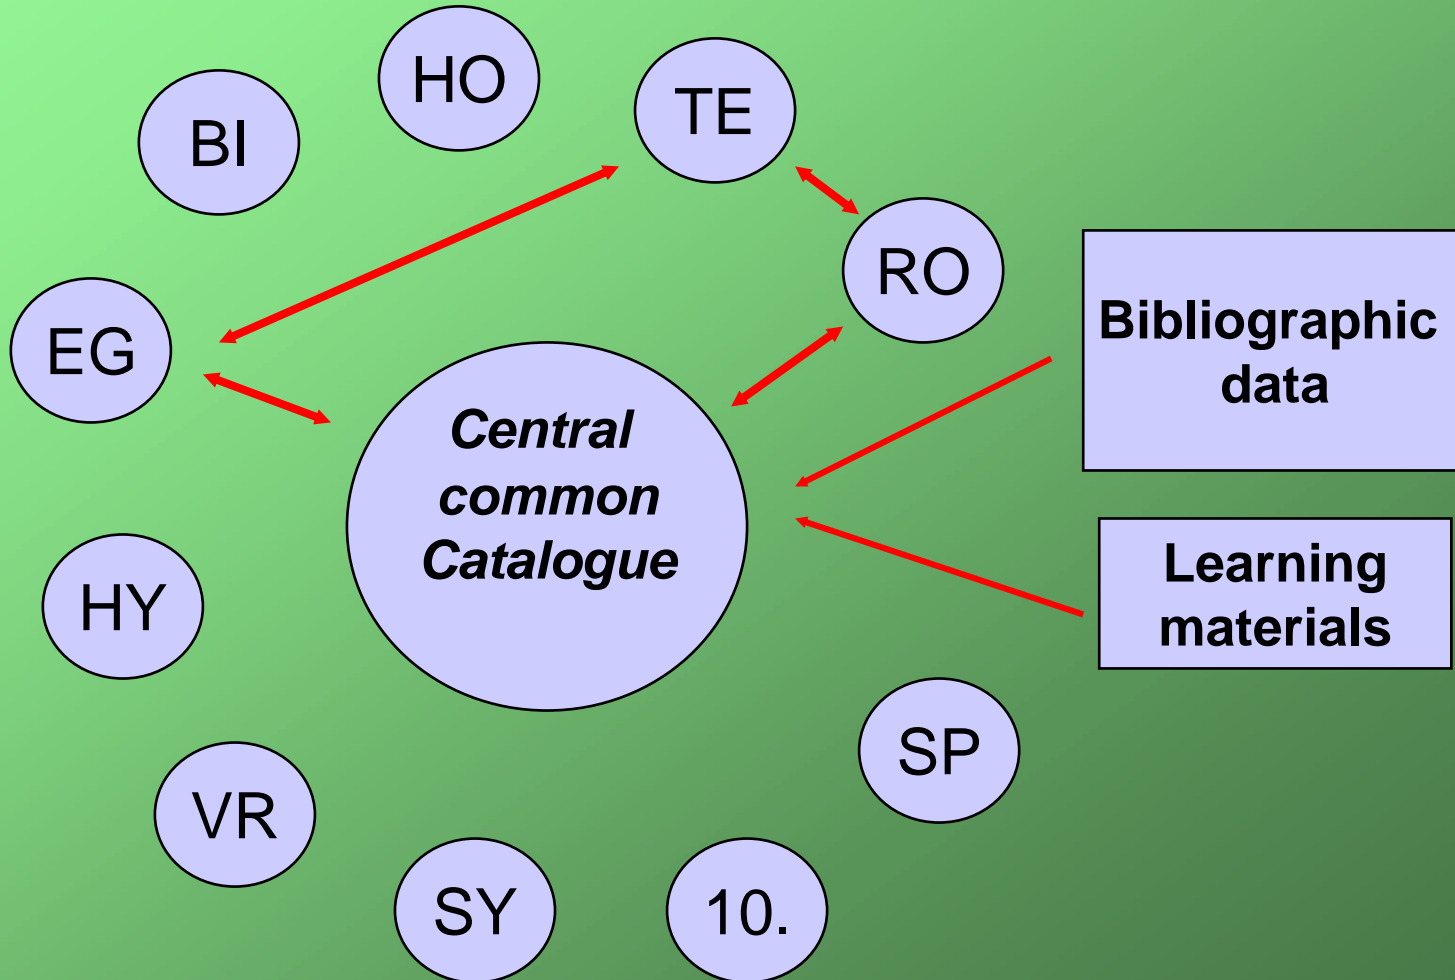 HO
TE
BI
RO
EG
Bibliographic
data
Central
common
Catalogue
Learning
materials
HY
SP
VR
SY
10.